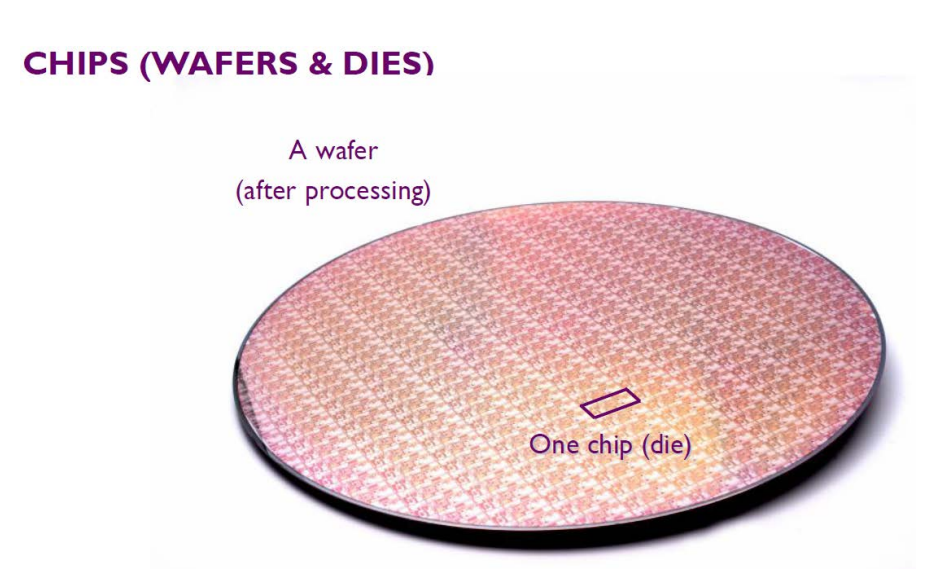 CHIPS (WAFERS & DIES)
A wafer
(after processing)
One chip (die)